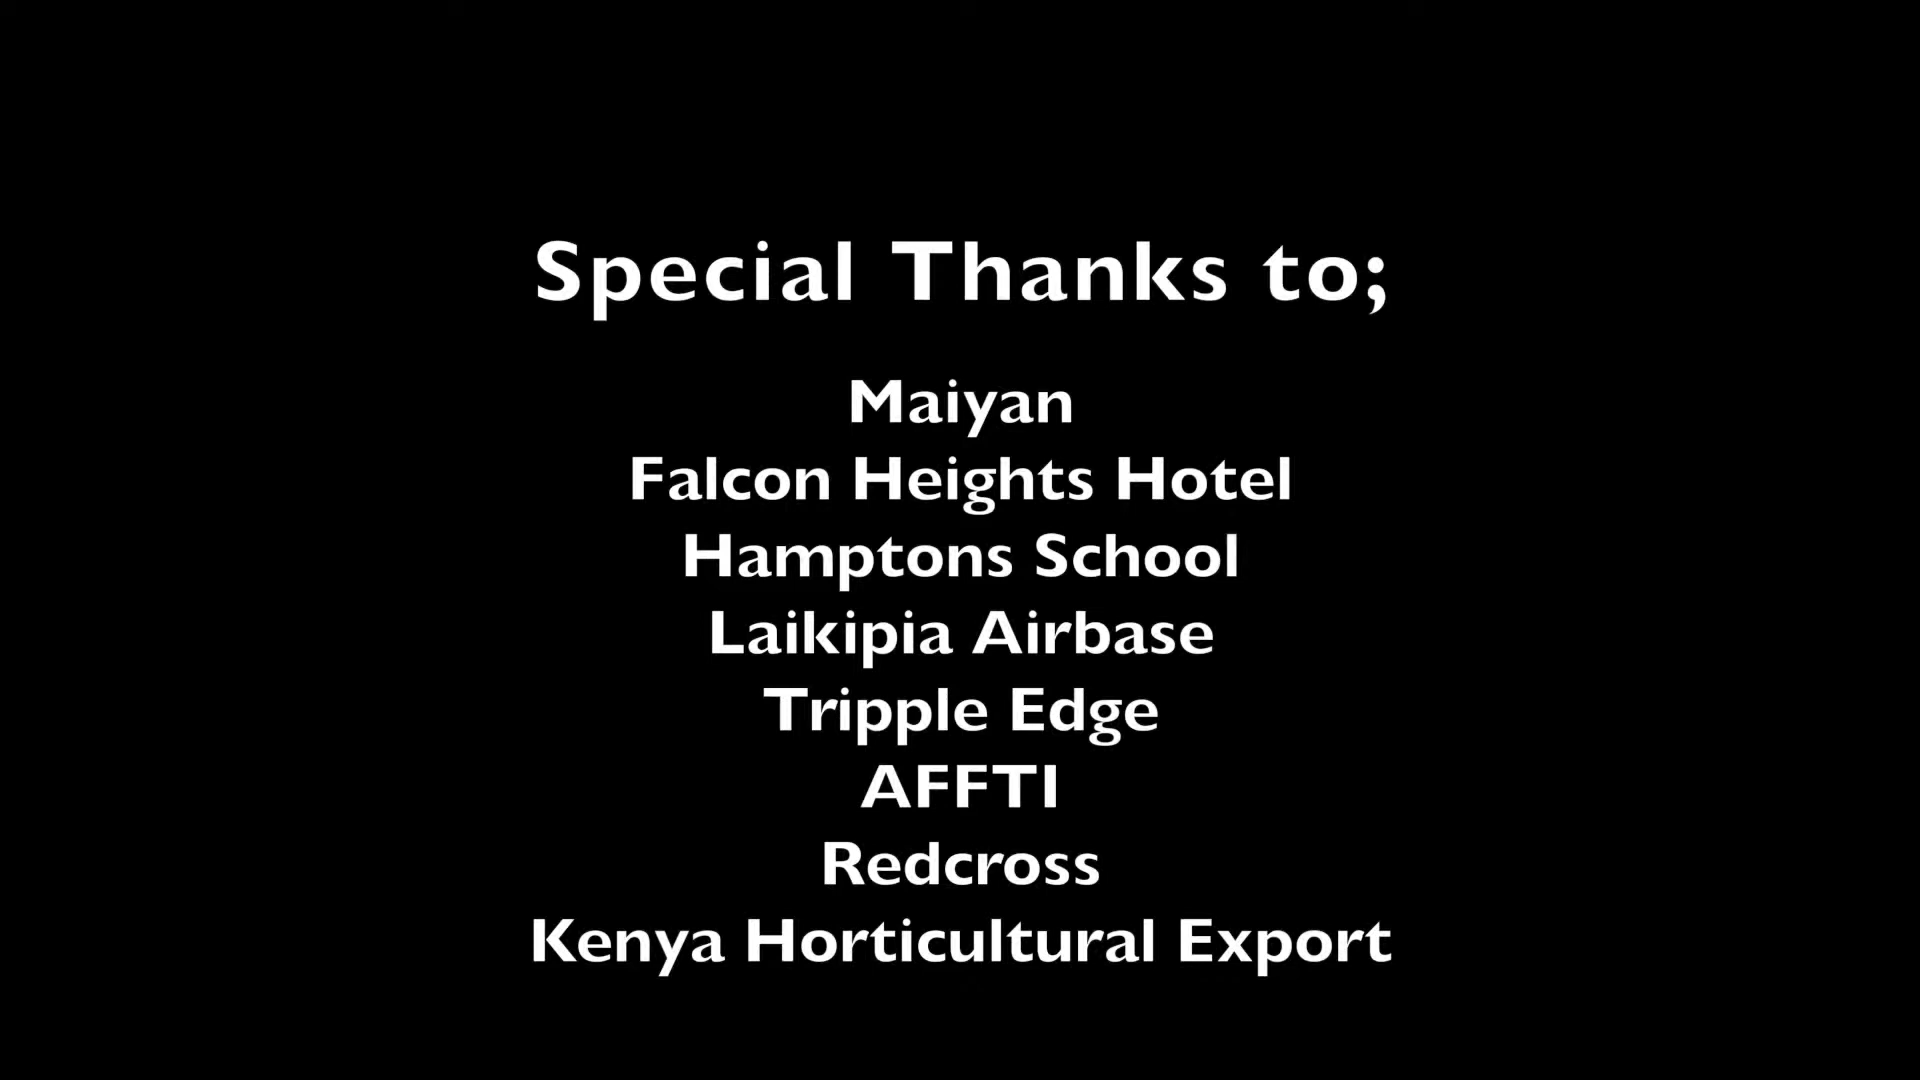 Special Thanks to;
Maiyan
Falcon Heights Hotel
Hamptons School
Laikipia Airbase
Tripple Edge
AFFTI
Redcross
Kenya Horticultural Export